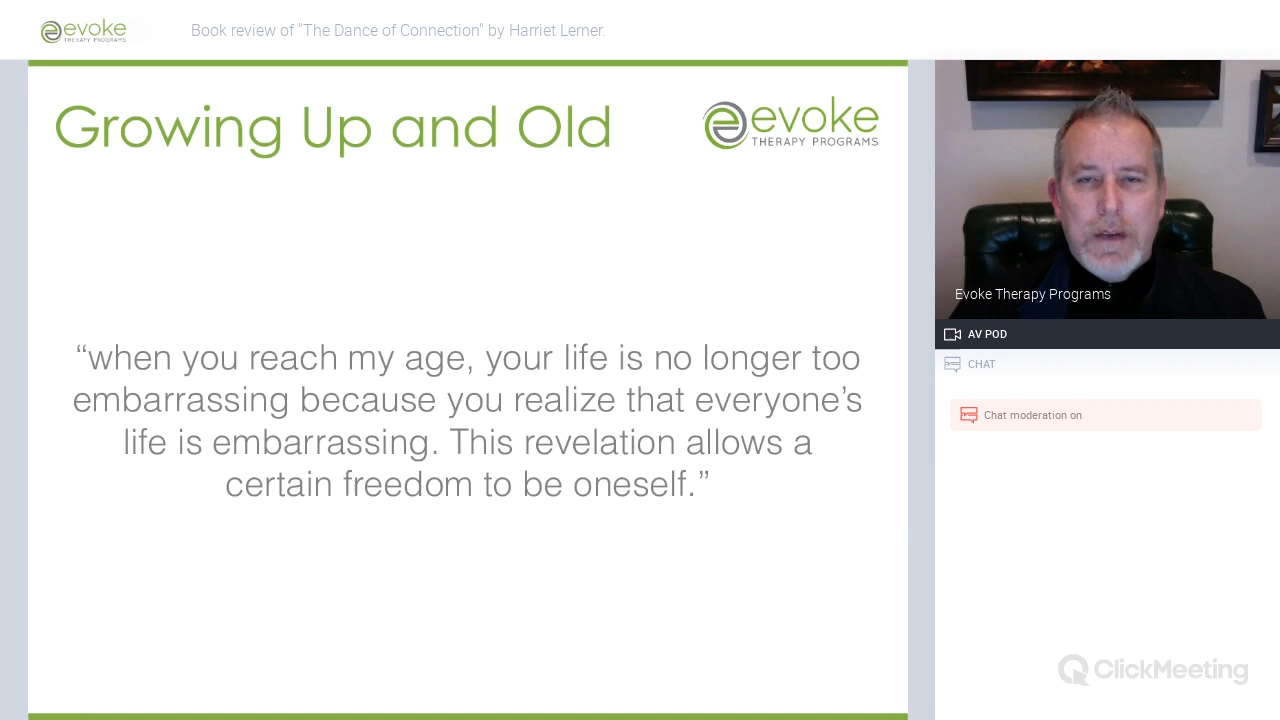 evoke
THERAPY PROGRAMS
Book review of "The Dance of Connection" by Harriet Lerner.
Growing Up and Old
evoke
THERAPY PROGRAMS
“when you reach my age, your life is no longer too
embarrassing because you realize that everyone’s
life is embarrassing. This revelation allows a
certain freedom to be oneself.”
Evoke Therapy Programs
AV POD
CHAT
Chat moderation on
ClickMeeting